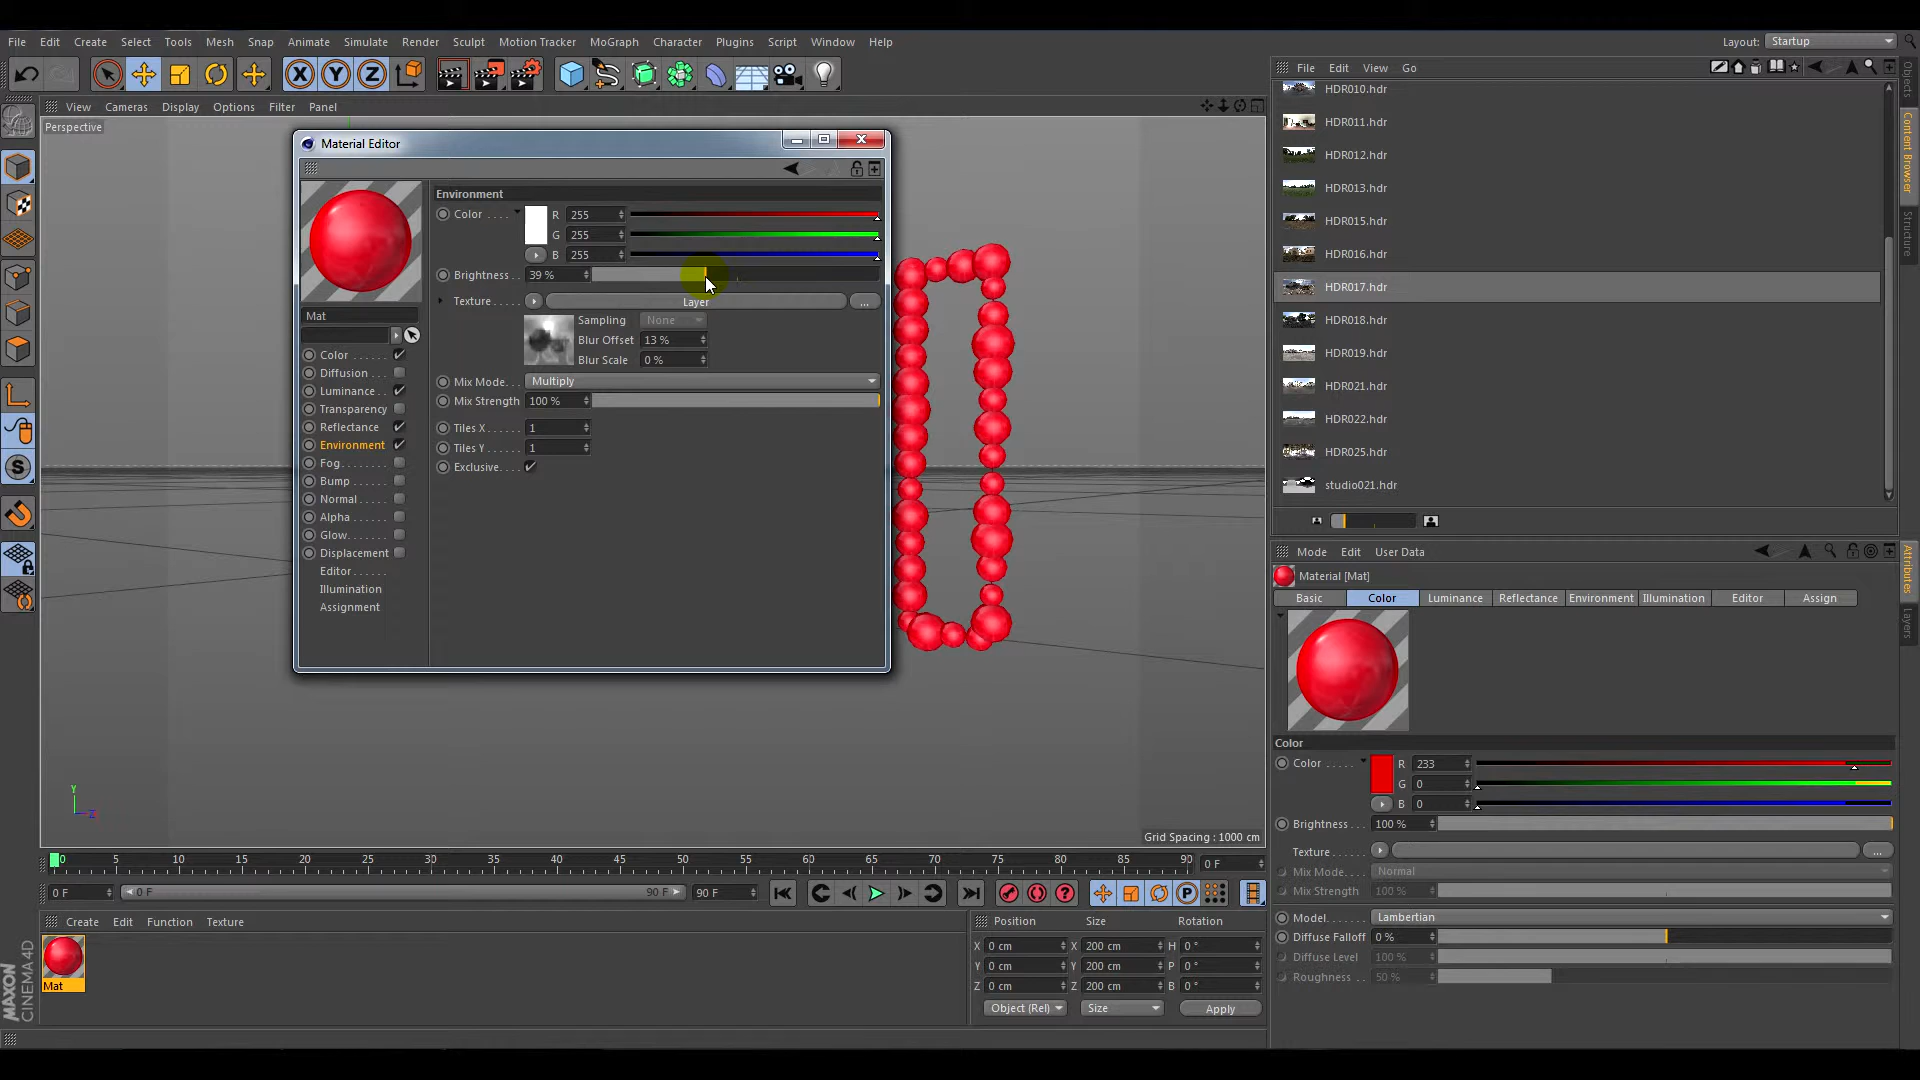 File Edit Create Select Tools Mesh Snap Animate Simulate Render Sculpt Motion Tracker MoGraph Character Plugins Script Window Help Layout: Startup
X Y Z
View Cameras Display Options Filter Panel
Perspective
Material Editor
Environment
Color . . . . R 255
G 255
B 255
Brightness . . 39 %
Texture . . . . . Layer ...
Sampling None
Blur Offset 13 %
Blur Scale 0 %
Mix Mode. . . Multiply
Mix Strength 100 %
Tiles X . . . . . . 1
Tiles Y . . . . . . 1
Exclusive. . . .
Mat
Color . . . . . .
Diffusion . . .
Luminance . .
Transparency
Reflectance
Environment
Fog. . . . . . . .
Bump . . . . . .
Normal . . . .
Alpha . . . . .
Glow. . . . . .
Displacement
Editor. . . . . .
Illumination
Assignment
Grid Spacing : 1000 cm
Y
Z
File Edit View Go
HDR010.hdr
HDR011.hdr
HDR012.hdr
HDR013.hdr
HDR015.hdr
HDR016.hdr
HDR017.hdr
HDR018.hdr
HDR019.hdr
HDR021.hdr
HDR022.hdr
HDR025.hdr
studio021.hdr
Objects
Content Browser
Structure
Mode Edit User Data
Material [Mat]
Basic Color Luminance Reflectance Environment Illumination Editor Assign
Color
Color . . . . . R 233
G 0
B 0
Brightness . . . 100 %
Texture . . . . . ...
Mix Mode. . . . Normal
Mix Strength 100 %
Model. . . . . . . Lambertian
Diffuse Falloff 0 %
Diffuse Level 100 %
Roughness . . 50 %
Attributes
Layers
0 5 10 15 20 25 30 35 40 45 50 55 60 65 70 75 80 85 90 0 F
0 F 0 F 90 F 90 F
Create Edit Function Texture
Mat
Position Size Rotation
X 0 cm X 200 cm H 0 °
Y 0 cm Y 200 cm P 0 °
Z 0 cm Z 200 cm B 0 °
Object (Rel) Size Apply
MAXON
CINEMA4D